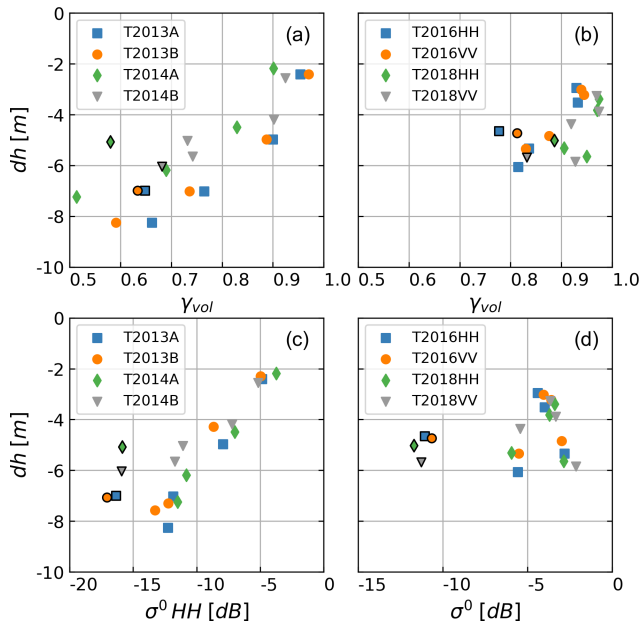 0
-2
-4
-6
-8
-10
dh [m]
T2013A
T2013B
T2014A
T2014B
(a)
0.5
0.6
0.7
0.8
0.9
1.0
γvol
T2016HH
T2016VV
T2018HH
T2018VV
(b)
0.6
0.7
0.8
0.9
1.0
γvol
0
-2
-4
-6
-8
-10
dh [m]
T2013A
T2013B
T2014A
T2014B
(c)
-20
-15
-10
-5
0
σ⁰ HH [dB]
T2016HH
T2016VV
T2018HH
T2018VV
(d)
-15
-10
-5
0
σ⁰ [dB]